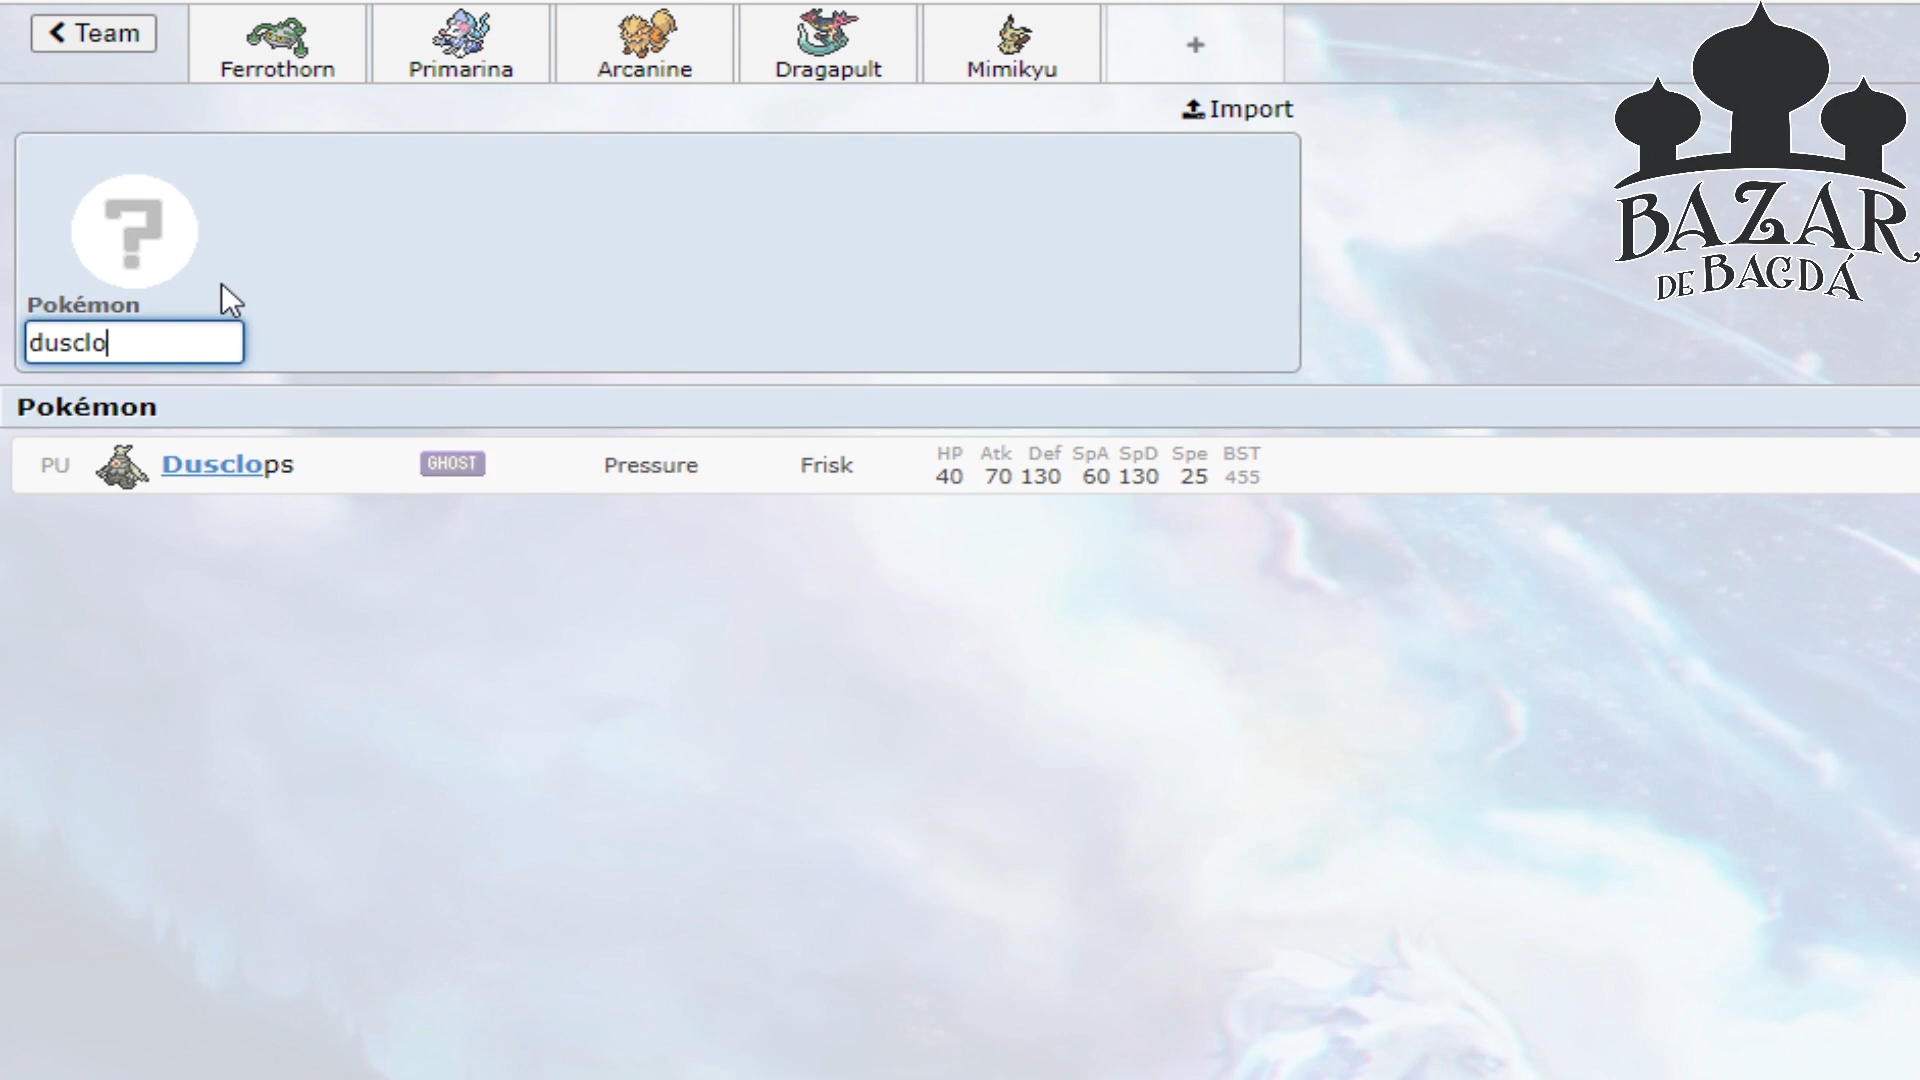 Team
Ferrothorn
Primarina
Arcanine
Dragapult
Mimikyu
+
Import
BAZAR
DE BAGDÁ
?
Pokémon
dusclo
Pokémon
PU Dusclops GHOST Pressure Frisk
HP Atk Def SpA SpD Spe BST
40 70 130 60 130 25 455